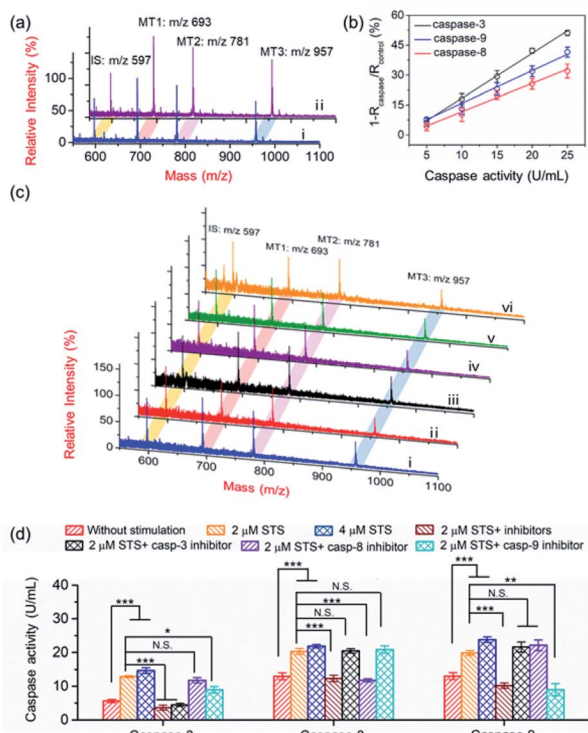 (a)
MT1: m/z 693
MT2: m/z 781
IS: m/z 597
MT3: m/z 957
Relative Intensity (%)
100
50
0
ii
i
600 700 800 900 1000 1100
Mass (m/z)
(b)
caspase-3
caspase-9
caspase-8
1-Rcaspase/Rcontrol (%)
60
45
30
15
0
5 10 15 20 25
Caspase activity (U/mL)
(c)
IS: m/z 597
MT1: m/z 693
MT2: m/z 781
MT3: m/z 957
vi
v
iv
iii
ii
i
Relative Intensity (%)
150
100
50
0
600 700 800 900 1000 1100
Mass (m/z)
(d)
Without stimulation 2 μM STS 4 μM STS 2 μM STS+ inhibitors
2 μM STS+ casp-3 inhibitor 2 μM STS+ casp-8 inhibitor 2 μM STS+ casp-9 inhibitor
Caspase activity (U/mL)
40
30
20
10
0
*** * N.S. ***
*** N.S. *** N.S. ***
*** ** N.S. ***